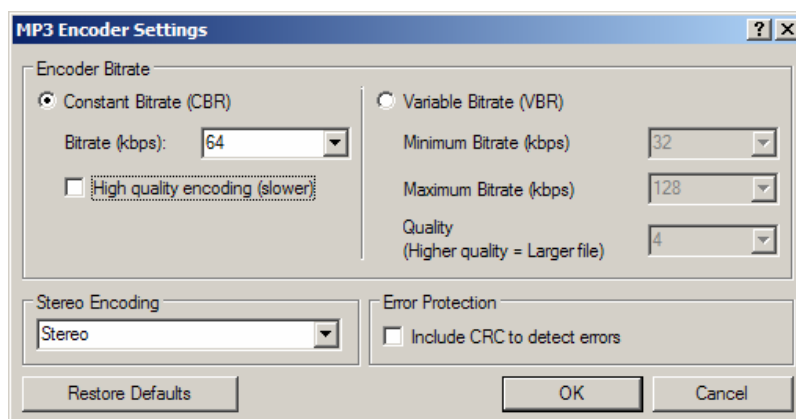 MP3 Encoder Settings
Encoder Bitrate
Constant Bitrate (CBR)
Bitrate (kbps): 64
High quality encoding (slower)
Variable Bitrate (VBR)
Minimum Bitrate (kbps) 32
Maximum Bitrate (kbps) 128
Quality
(Higher quality = Larger file) 4
Stereo Encoding
Stereo
Error Protection
Include CRC to detect errors
Restore Defaults
OK
Cancel